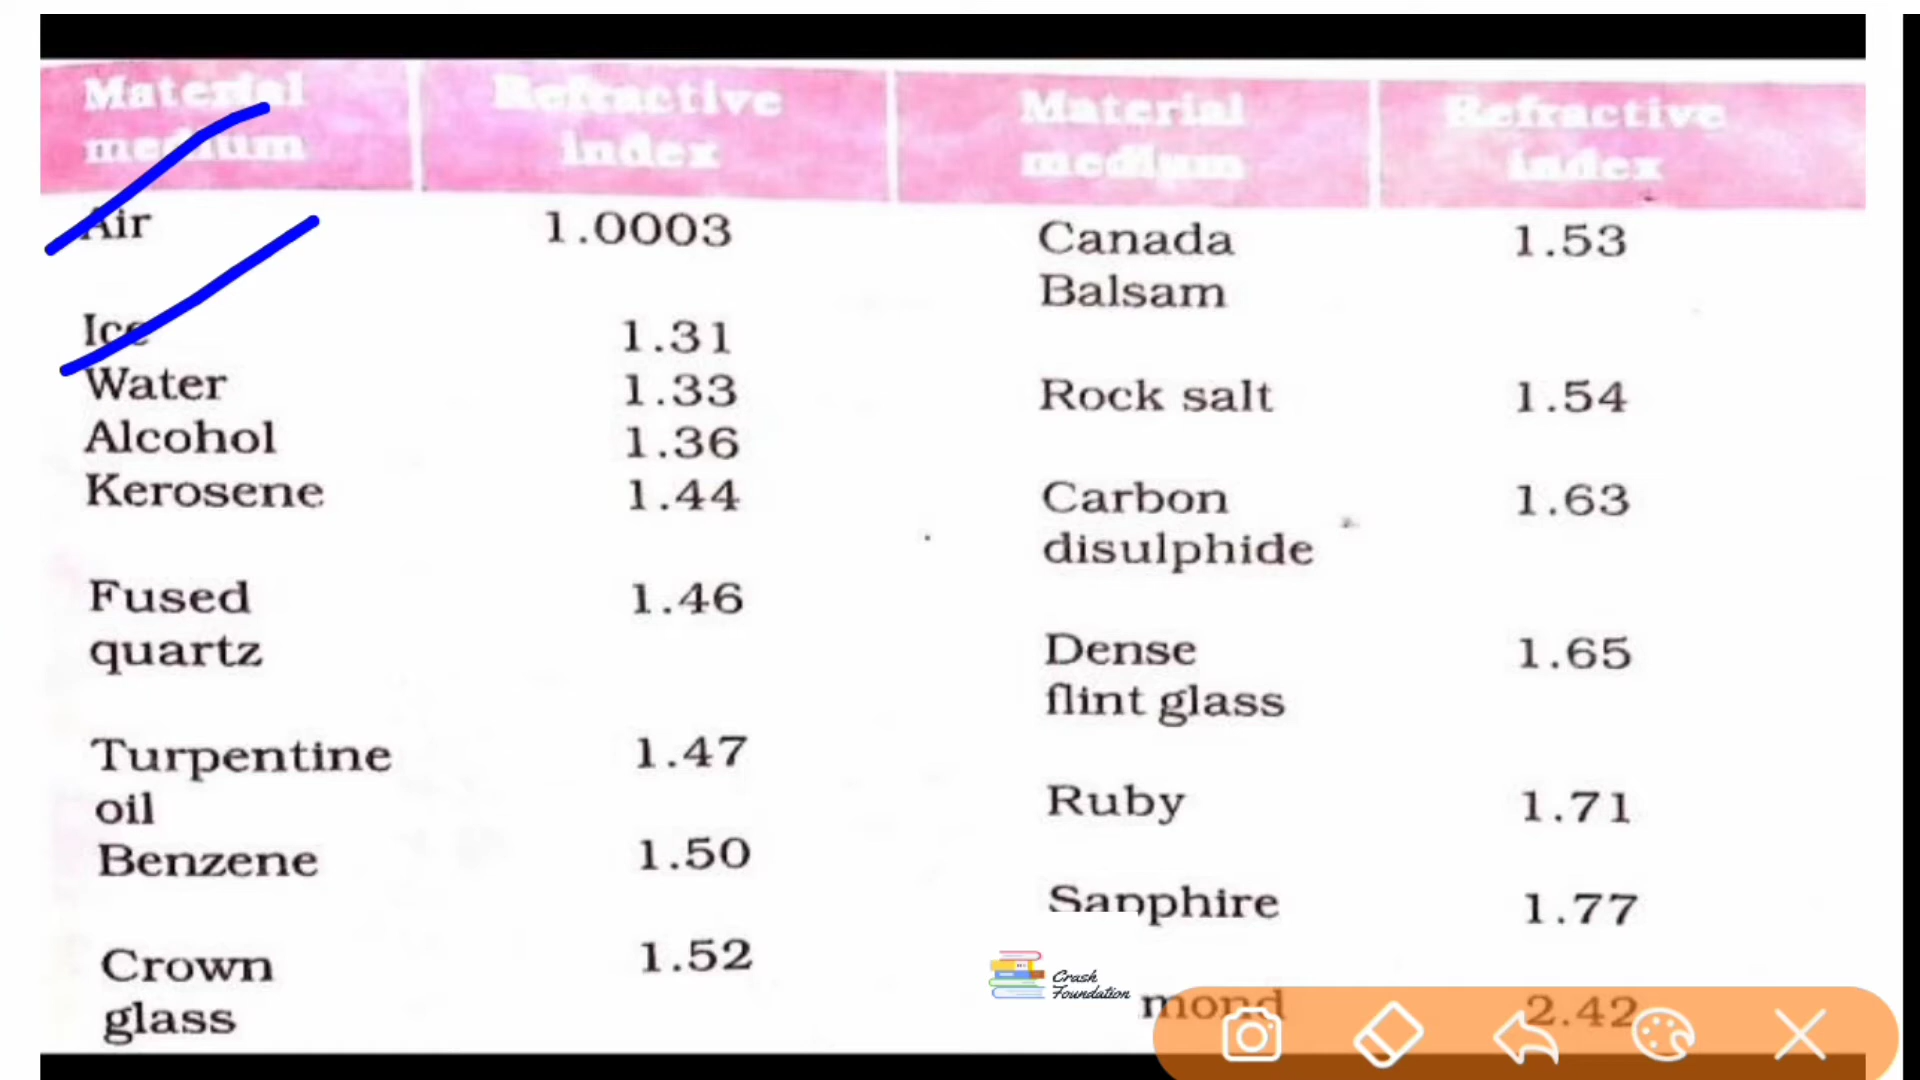 Material medium
Refractive index
Material medium
Refractive index
Air 1.0003
Canada Balsam 1.53
Ice 1.31
Water 1.33
Rock salt 1.54
Alcohol 1.36
Kerosene 1.44
Carbon disulphide 1.63
Fused quartz 1.46
Dense flint glass 1.65
Turpentine oil 1.47
Ruby 1.71
Benzene 1.50
Sapphire 1.77
Crown glass 1.52
mond 2.42
Crash
Foundation